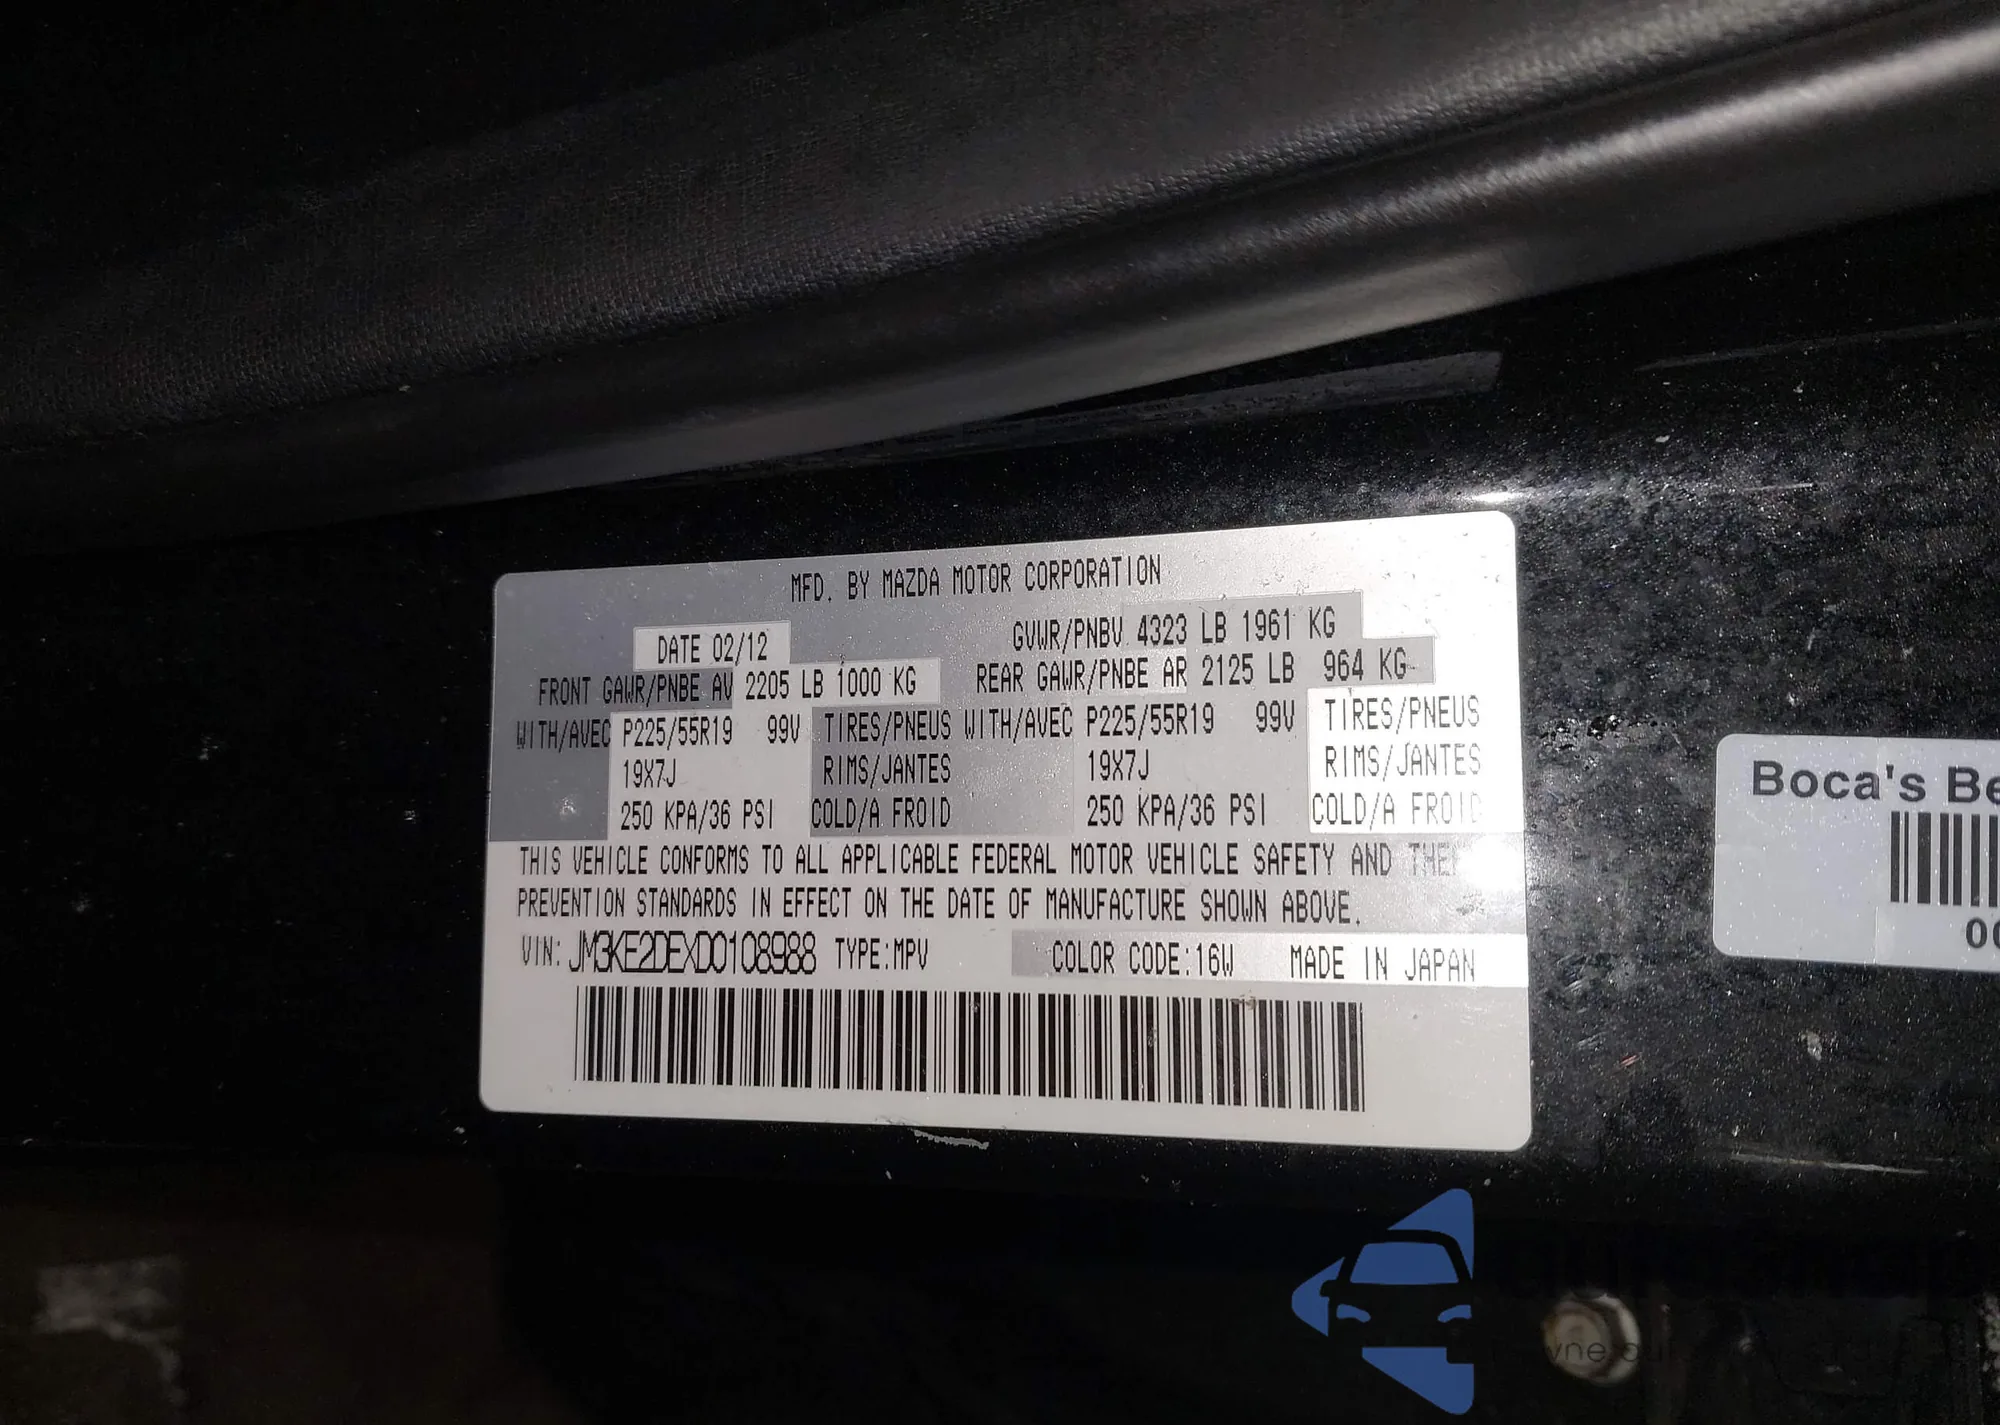 MFD. BY MAZDA MOTOR CORPORATION
DATE 02/12 GVWR/PNBV 4323 LB 1961 KG
FRONT GAWR/PNBE AV 2205 LB 1000 KG REAR GAWR/PNBE AR 2125 LB 964 KG
WITH/AVEC P225/55R19 99V TIRES/PNEUS WITH/AVEC P225/55R19 99V TIRES/PNEUS
19X7J RIMS/JANTES 19X7J RIMS/JANTES
250 KPA/36 PSI COLD/A FROID 250 KPA/36 PSI COLD/A FROID
THIS VEHICLE CONFORMS TO ALL APPLICABLE FEDERAL MOTOR VEHICLE SAFETY AND
PREVENTION STANDARDS IN EFFECT ON THE DATE OF MANUFACTURE SHOWN ABOVE.
VIN: JM3KE2DEXD0108988 TYPE:MPV COLOR CODE:16W MADE IN JAPAN
Boca's Be
00